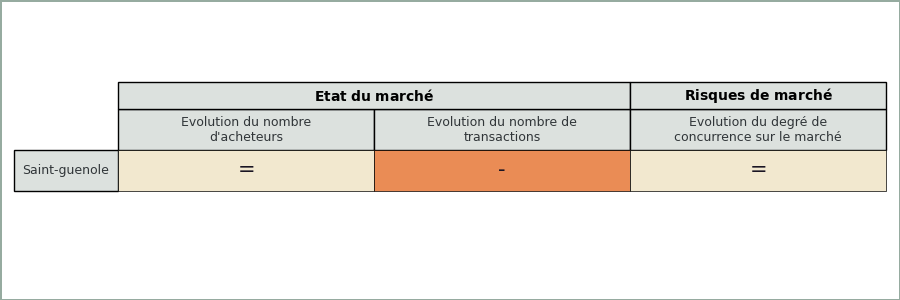 Etat du marché
Risques de marché
Evolution du nombre
d'acheteurs
Evolution du nombre de
transactions
Evolution du degré de
concurrence sur le marché
Saint-guenole
=
-
=